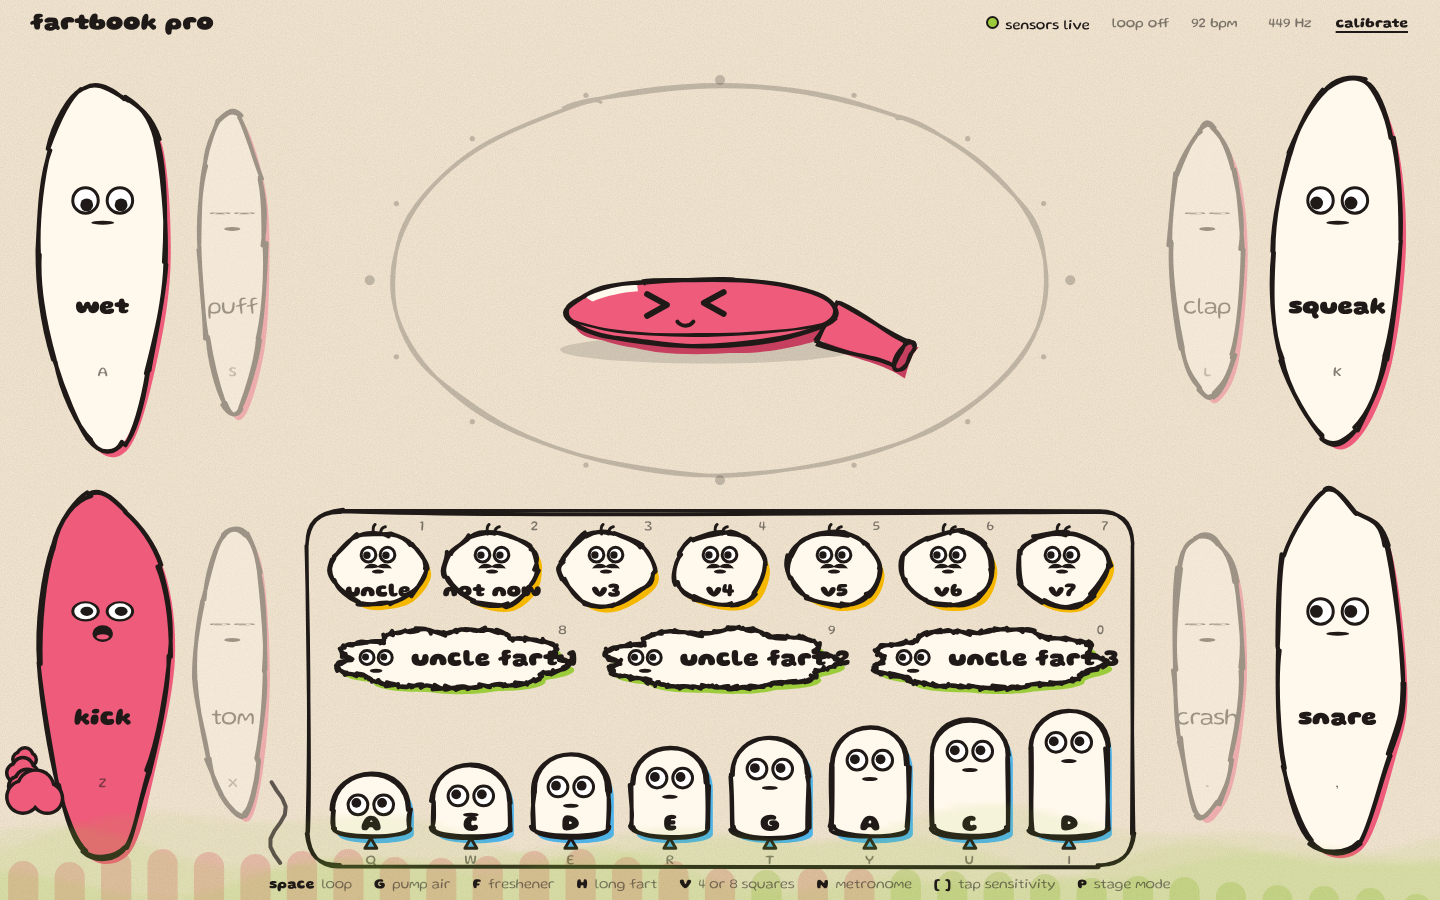 fartbook pro
sensors live
loop off
92 bpm
449 Hz
calibrate
wet
A
puff
S
clap
L
squeak
K
1 2 3 4 5 6 7
uncle not now v3 v4 v5 v6 v7
8 9 0
uncle fart 1 uncle fart 2 uncle fart 3
kick
Z
tom
X
crash
.
snare
,
A C D E G A C D
Q W E R T Y U I
space loop G pump air F freshener H long fart V 4 or 8 squares N metronome [ ] tap sensitivity P stage mode